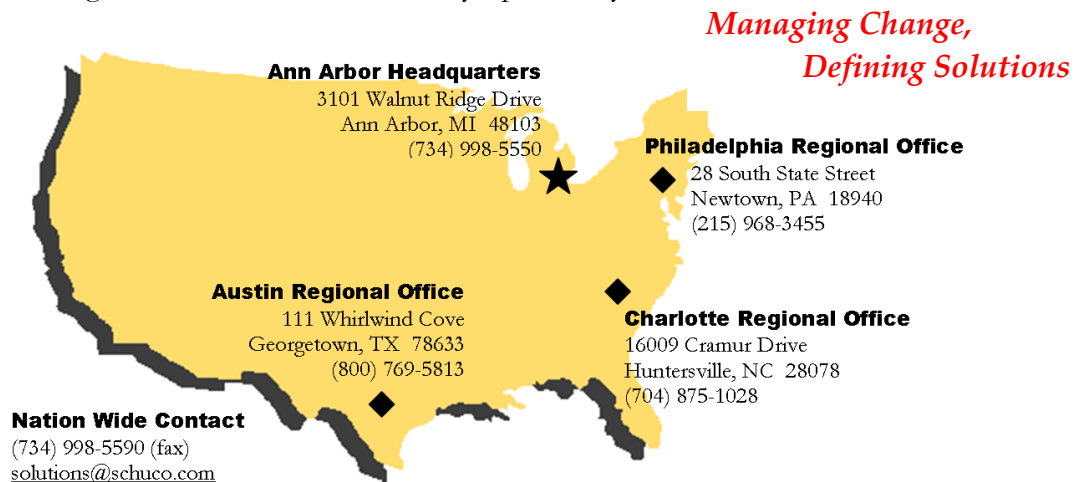 Managing Change,
Defining Solutions
Ann Arbor Headquarters
3101 Walnut Ridge Drive
Ann Arbor, MI 48103
(734) 998-5550
Philadelphia Regional Office
28 South State Street
Newtown, PA 18940
(215) 968-3455
Austin Regional Office
111 Whirlwind Cove
Georgetown, TX 78633
(800) 769-5813
Charlotte Regional Office
16009 Cramur Drive
Huntersville, NC 28078
(704) 875-1028
Nation Wide Contact
(734) 998-5590 (fax)
solutions@schuco.com